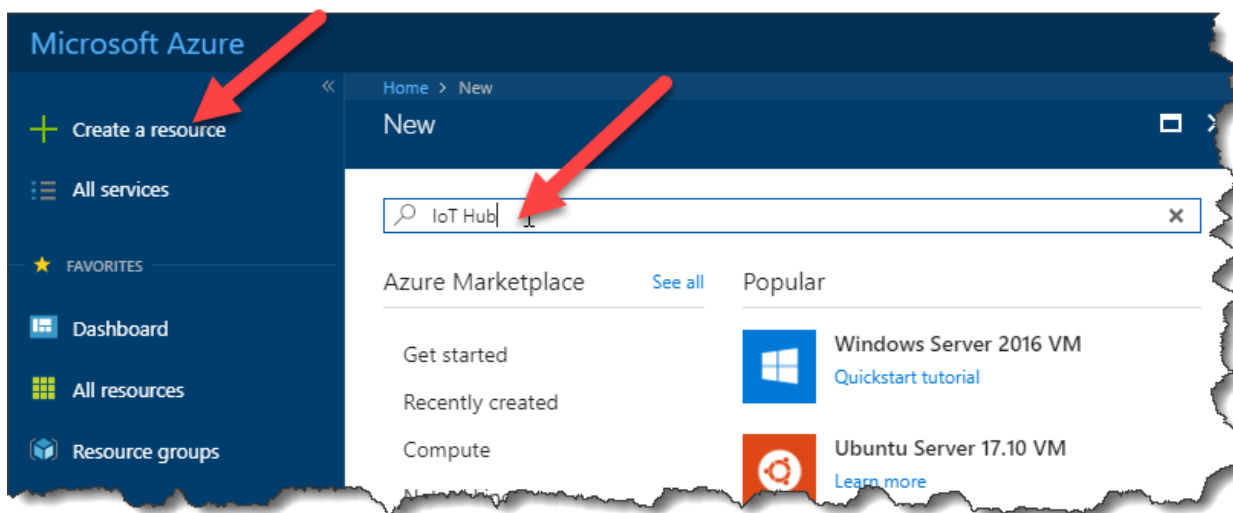 Microsoft Azure
«
Create a resource
All services
FAVORITES
Dashboard
All resources
Resource groups
Home > New
New
IoT Hub
Azure Marketplace
See all
Get started
Recently created
Compute
Popular
Windows Server 2016 VM
Quickstart tutorial
Ubuntu Server 17.10 VM
Learn more